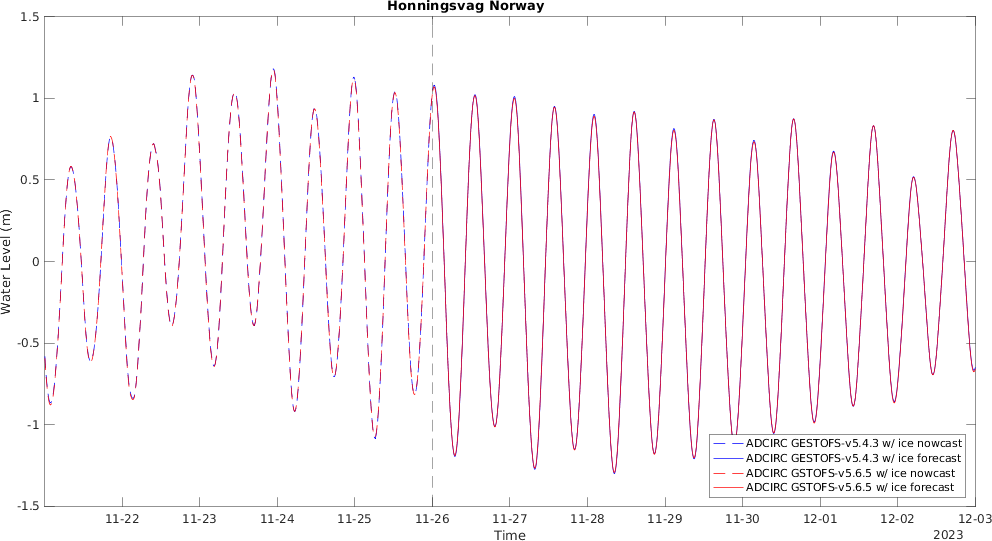 Honningsvag Norway
1.5
1
0.5
0
-0.5
-1
-1.5
Water Level (m)
ADCIRC GESTOFS-v5.4.3 w/ ice nowcast
ADCIRC GESTOFS-v5.4.3 w/ ice forecast
ADCIRC GSTOFS-v5.6.5 w/ ice nowcast
ADCIRC GSTOFS-v5.6.5 w/ ice forecast
11-22 11-23 11-24 11-25 11-26 11-27 11-28 11-29 11-30 12-01 12-02 12-03
Time
2023